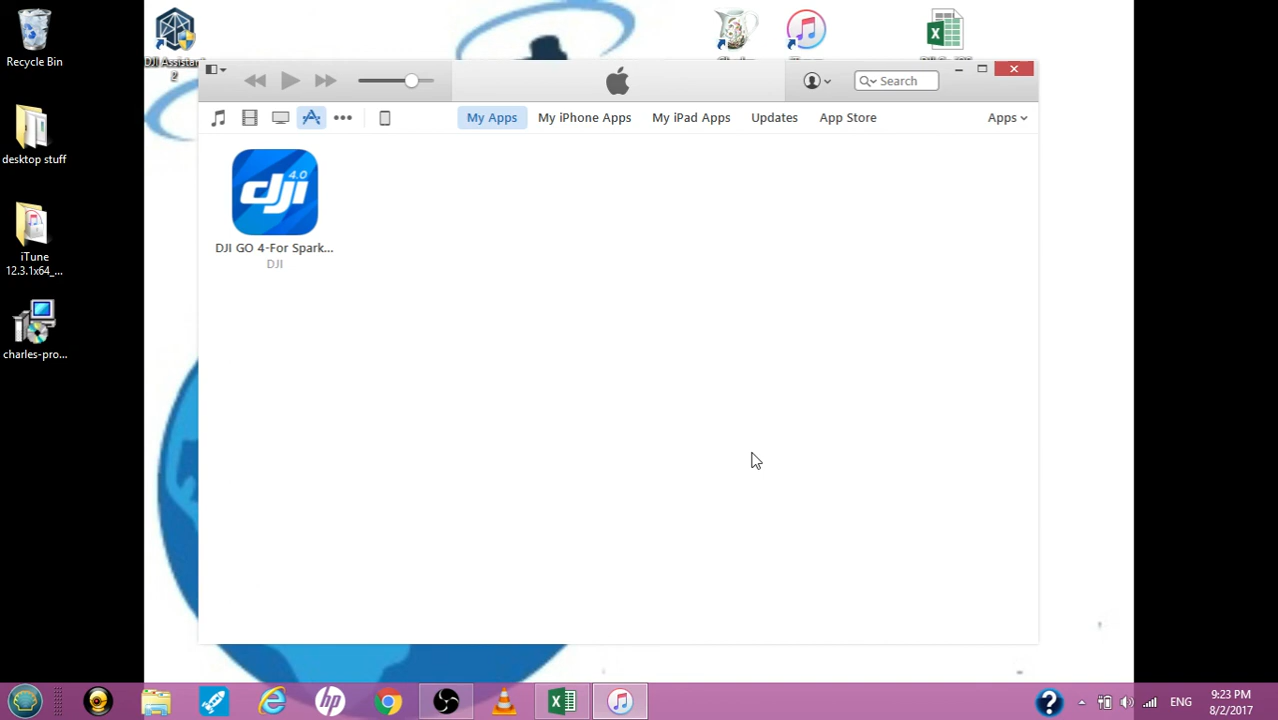 Recycle Bin
DJI Assistan
2
Search
My Apps
My iPhone Apps
My iPad Apps
Updates
App Store
Apps
desktop stuff
dji 4.0
DJI GO 4-For Spark...
DJI
iTune
12.3.1x64_...
charles-pro...
hp
ENG
9:23 PM
8/2/2017